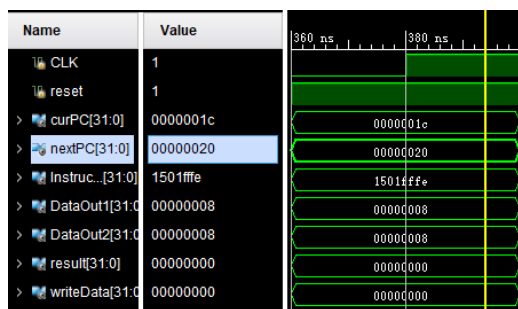 Name Value 360 ns 380 ns
CLK 1
reset 1
curPC[31:0] 0000001c 0000001c
nextPC[31:0] 00000020 00000020
Instruc...[31:0] 1501fffe 1501fffe
DataOut1[31:0 00000008 00000008
DataOut2[31:0 00000008 00000008
result[31:0] 00000000 00000000
writeData[31:0 00000000 00000000